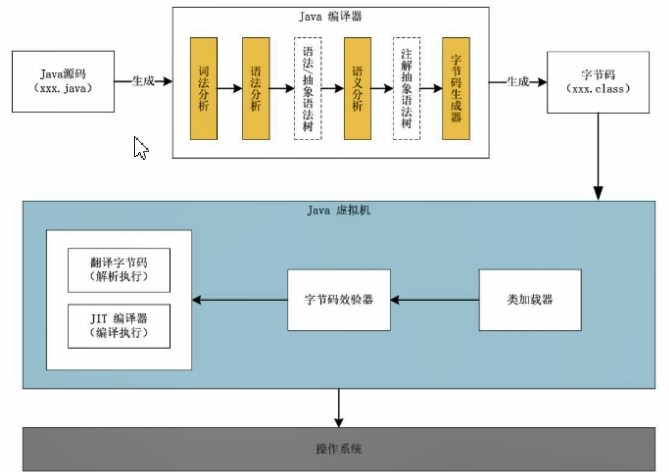 Java 编译器
Java源码
（xxx.java）
生成
词法分析
语法分析
语法/抽象语法树
语义分析
注解抽象语法树
字节码生成器
生成
字节码
（xxx.class）
Java 虚拟机
翻译字节码
（解析执行）
JIT 编译器
（编译执行）
字节码效验器
类加载器
操作系统